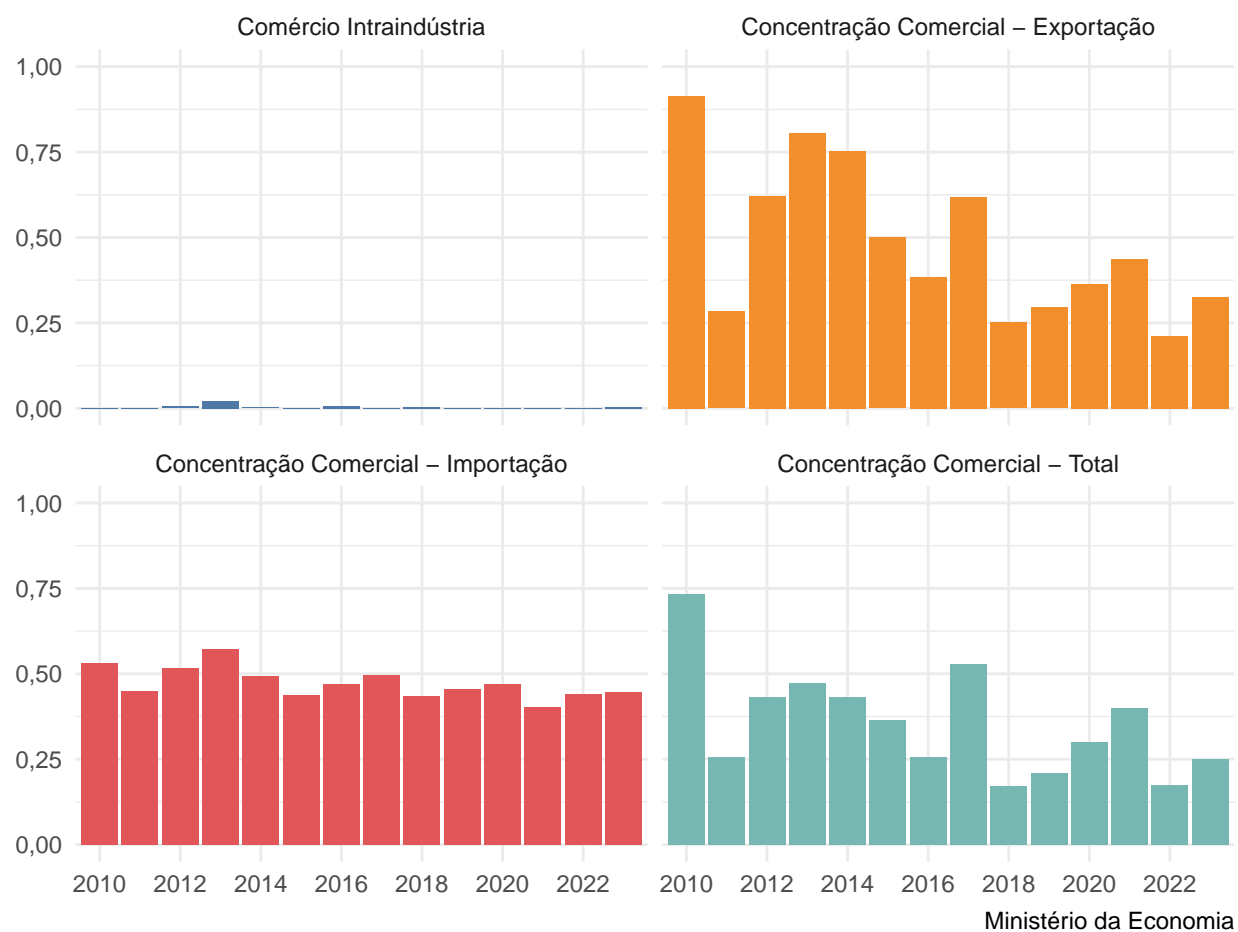 Comércio Intraindústria
Concentração Comercial – Exportação
1,00
0,75
0,50
0,25
0,00
Concentração Comercial – Importação
Concentração Comercial – Total
1,00
0,75
0,50
0,25
0,00
2010 2012 2014 2016 2018 2020 2022
2010 2012 2014 2016 2018 2020 2022
Ministério da Economia